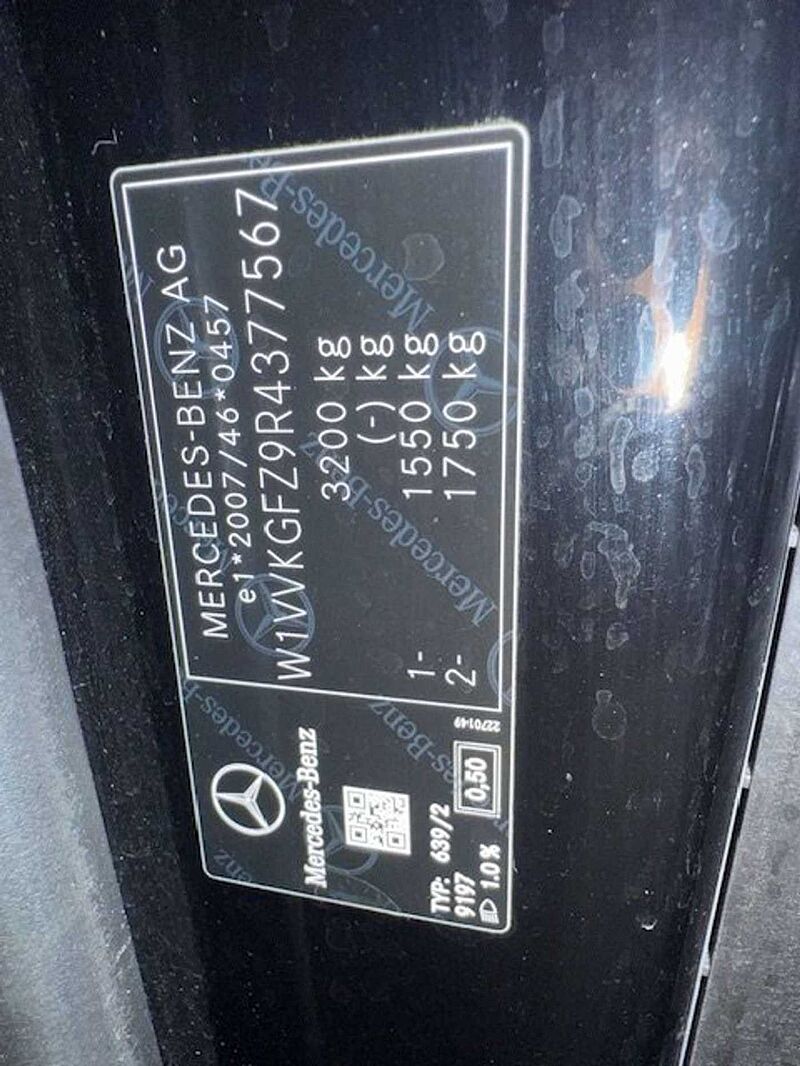 MERCEDES-BENZ AG
e1*2007/46*0457
W1VVKGFZ9R4377567
3200 kg
(-) kg
1- 1550 kg
2- 1750 kg
Mercedes-Benz
TYP: 639/2
9197
1.0%
0,50
2270149